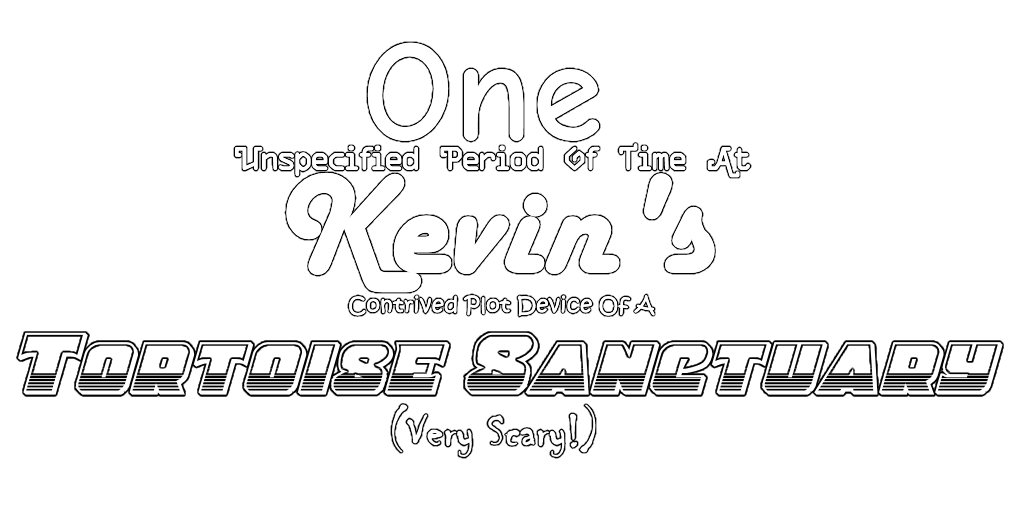 One
Unspecified Period Of Time At
Kevin's
Contrived Plot Device Of A
Tortoise Sanctuary
(Very Scary!)